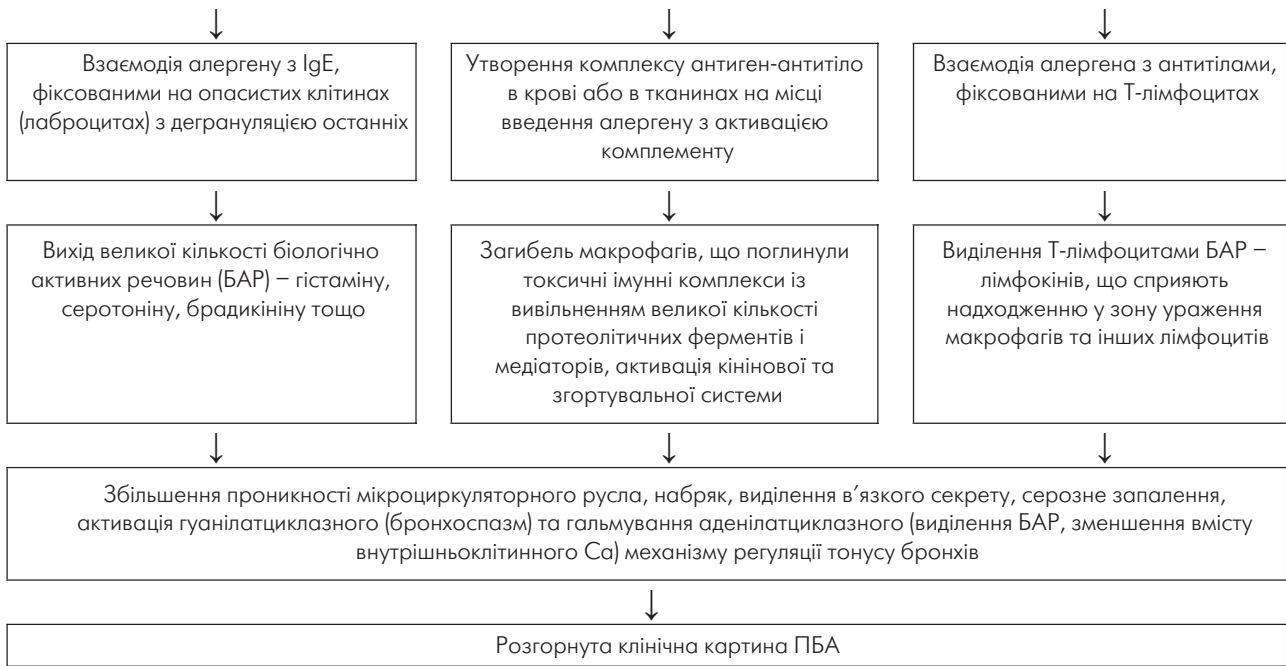 Взаємодія алергену з IgE,
фіксованими на опасистих клітинах
(лаброцитах) з дегрануляцією останніх
Утворення комплексу антиген-антитіло
в крові або в тканинах на місці
введення алергену з активацією
комплементу
Взаємодія алергена з антитілами,
фіксованими на Т-лімфоцитах
Вихід великої кількості біологічно
активних речовин (БАР) – гістаміну,
серотоніну, брадикініну тощо
Загибель макрофагів, що поглинули
токсичні імунні комплекси із
вивільненням великої кількості
протеолітичних ферментів і
медіаторів, активація кінінової та
згортувальної системи
Виділення Т-лімфоцитами БАР –
лімфокінів, що сприяють
надходженню у зону ураження
макрофагів та інших лімфоцитів
Збільшення проникності мікроциркуляторного русла, набряк, виділення в’язкого секрету, серозне запалення,
активація гуанілатциклазного (бронхоспазм) та гальмування аденілатциклазного (виділення БАР, зменшення вмісту
внутрішньоклітинного Са) механізму регуляції тонусу бронхів
Розгорнута клінічна картина ПБА